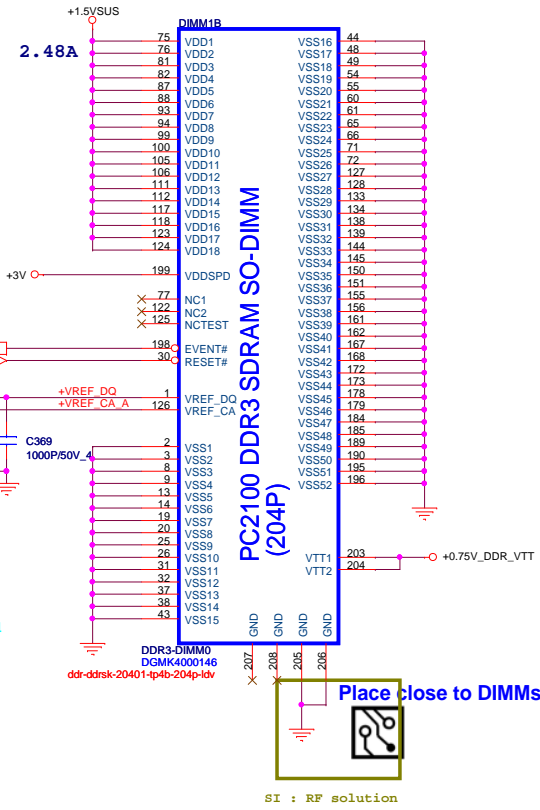 +1.5VSUS
DIMM1B
2.48A
75 VDD1 VSS16 44
76 VDD2 VSS17 48
81 VDD3 VSS18 49
82 VDD4 VSS19 54
87 VDD5 VSS20 55
88 VDD6 VSS21 60
93 VDD7 VSS22 61
94 VDD8 VSS23 65
99 VDD9 VSS24 66
100 VDD10 VSS25 71
105 VDD11 VSS26 72
106 VDD12 VSS27 127
111 VDD13 VSS28 128
112 VDD14 VSS29 133
117 VDD15 VSS30 134
118 VDD16 VSS31 138
123 VDD17 VSS32 139
124 VDD18 VSS33 144
VSS34 145
+3V 199 VDDSPD VSS35 150
VSS36 151
77 NC1 VSS37 155
122 NC2 VSS38 156
125 NCTEST VSS39 161
VSS40 162
198 EVENT# VSS41 167
30 RESET# VSS42 168
VSS43 172
VSS44 173
+VREF_DQ 1 VREF_DQ VSS45 178
+VREF_CA_A 126 VREF_CA VSS46 179
VSS47 184
VSS48 185
C369
1000P/50V_4
2 VSS1 VSS49 189
3 VSS2 VSS50 190
8 VSS3 VSS51 195
9 VSS4 VSS52 196
13 VSS5
14 VSS6
19 VSS7
20 VSS8
25 VSS9
26 VSS10 VTT1 203 +0.75V_DDR_VTT
31 VSS11 VTT2 204
32 VSS12
37 VSS13
38 VSS14
43 VSS15
PC2100 DDR3 SDRAM SO-DIMM
(204P)
GND GND GND GND
207 208 205 206
DDR3-DIMM0
DGMK4000146
ddr-ddrsk-20401-tp4b-204p-ldv
Place close to DIMMs
SI : RF solution